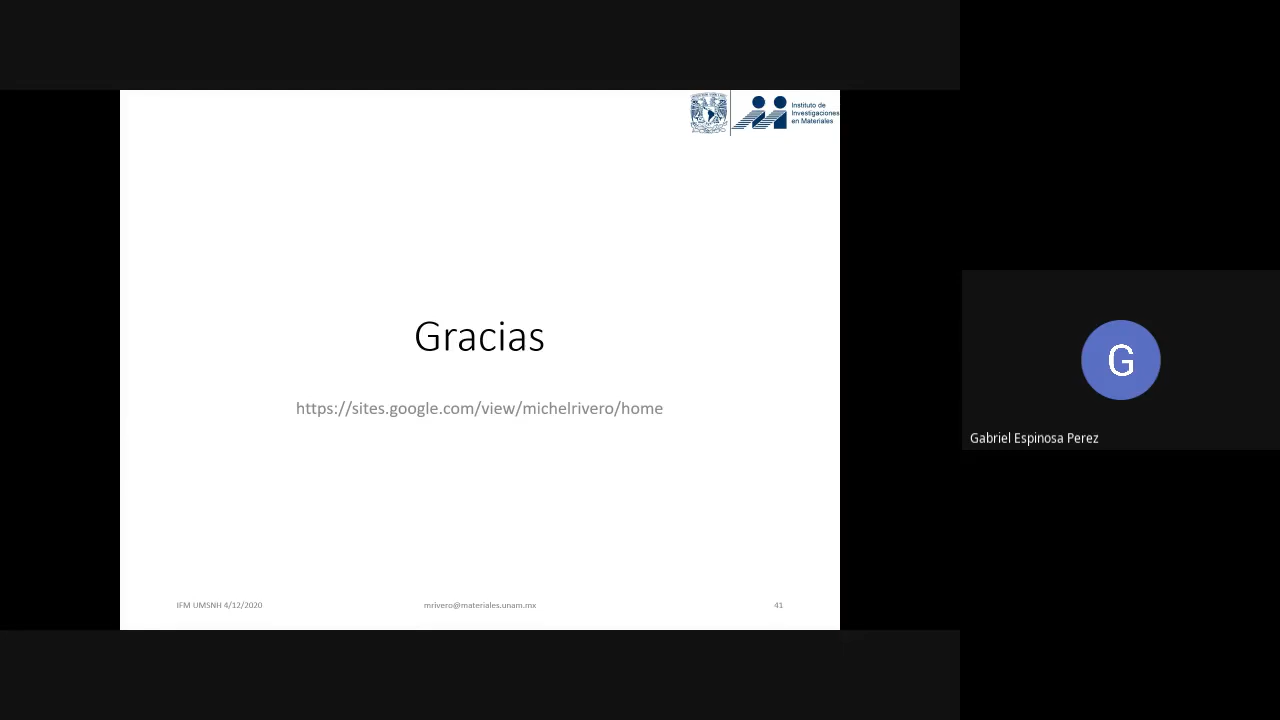 Instituto de
Investigaciones
en Materiales
Gracias
https://sites.google.com/view/michelrivero/home
IFM UMSNH 4/12/2020
mrivero@materiales.unam.mx
41
G
Gabriel Espinosa Perez